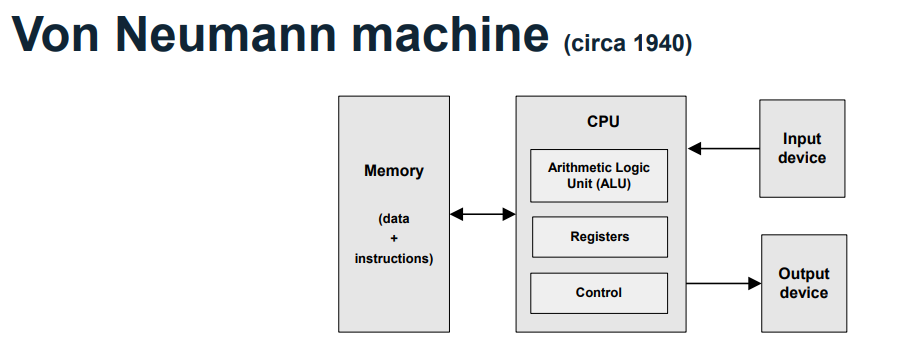 Von Neumann machine (circa 1940)
Memory
(data
+
instructions)
CPU
Arithmetic Logic
Unit (ALU)
Registers
Control
Input
device
Output
device